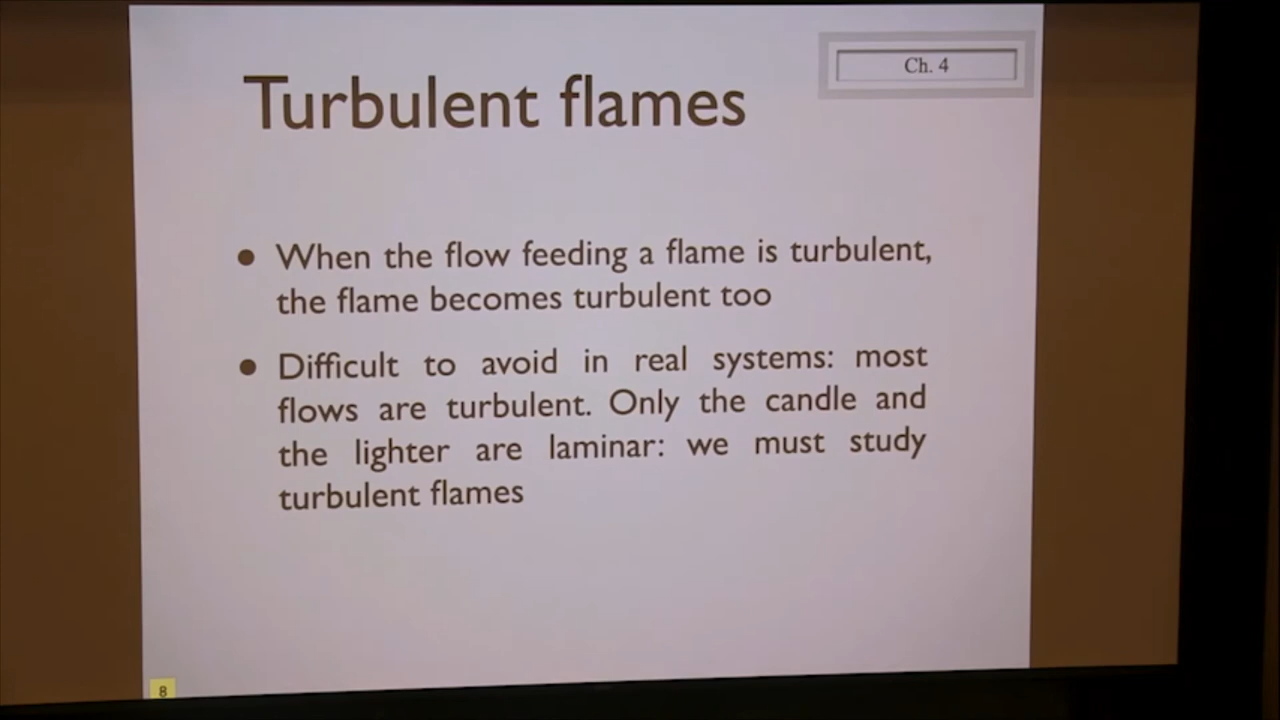 Ch. 4
Turbulent flames
● When the flow feeding a flame is turbulent,
the flame becomes turbulent too
● Difficult to avoid in real systems: most
flows are turbulent. Only the candle and
the lighter are laminar: we must study
turbulent flames
8